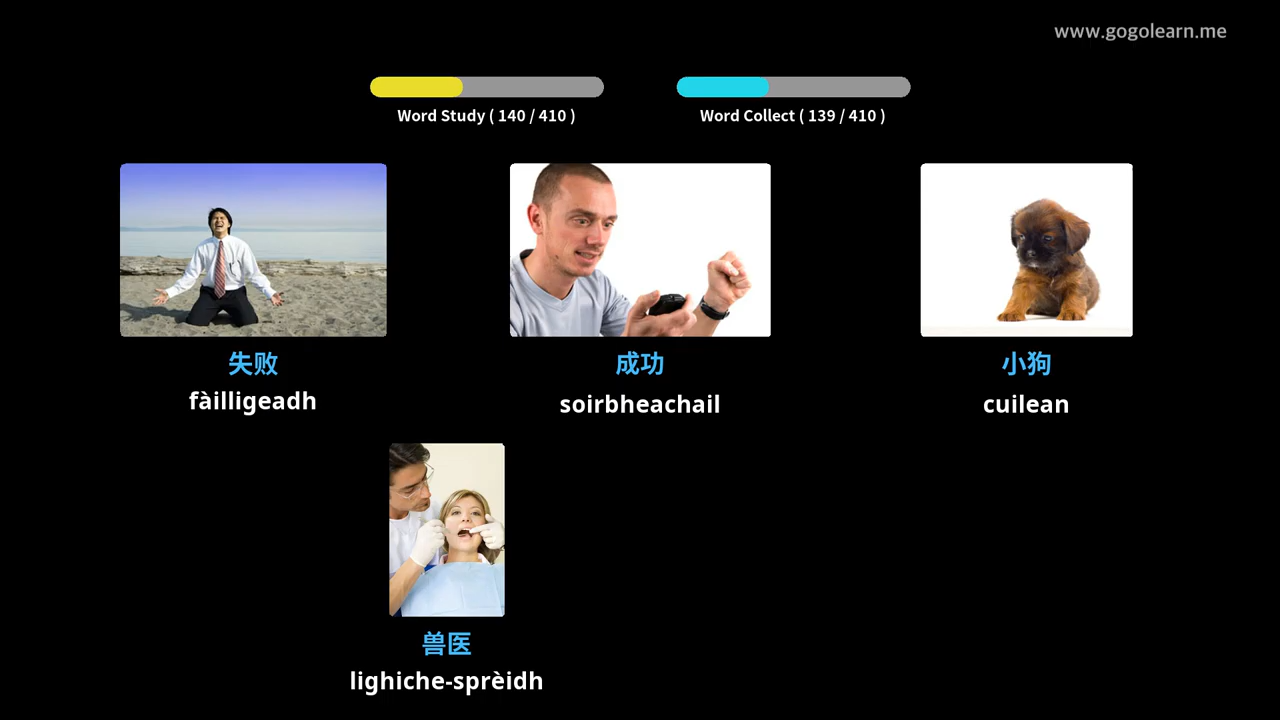 www.gogolearn.me
Word Study ( 140 / 410 )
Word Collect ( 139 / 410 )
失败
fàilligeadh
成功
soirbheachail
小狗
cuilean
兽医
lighiche-sprèidh